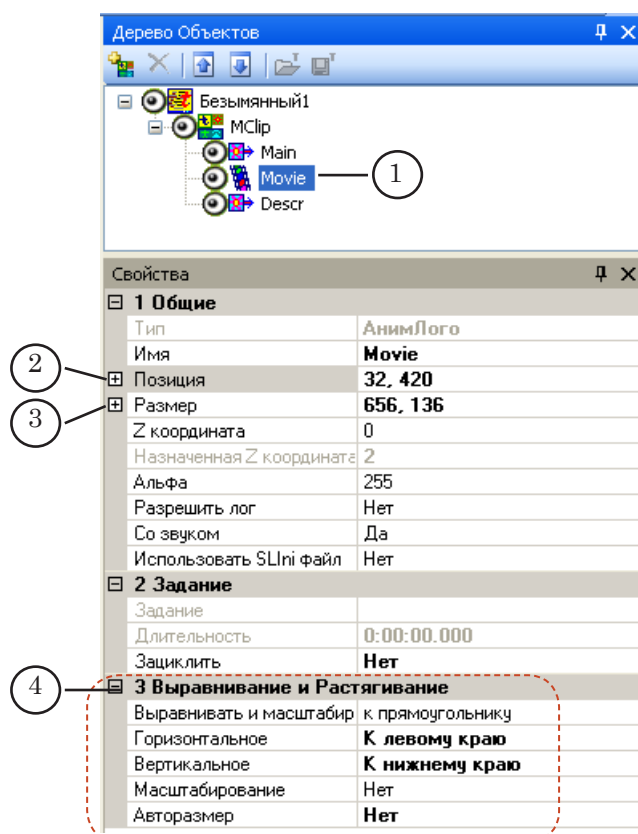 Дерево Объектов
Безымянный1
MClip
Main
Movie
1
Descr
Свойства
1 Общие
Тип АнимЛого
Имя Movie
2
Позиция 32, 420
3
Размер 656, 136
Z координата 0
Назначенная Z координата 2
Альфа 255
Разрешить лог Нет
Со звуком Да
Использовать SLIni файл Нет
2 Задание
Задание
Длительность 0:00:00.000
Зациклить Нет
4
3 Выравнивание и Растягивание
Выравнивать и масштабир к прямоугольнику
Горизонтальное К левому краю
Вертикальное К нижнему краю
Масштабирование Нет
Авторазмер Нет